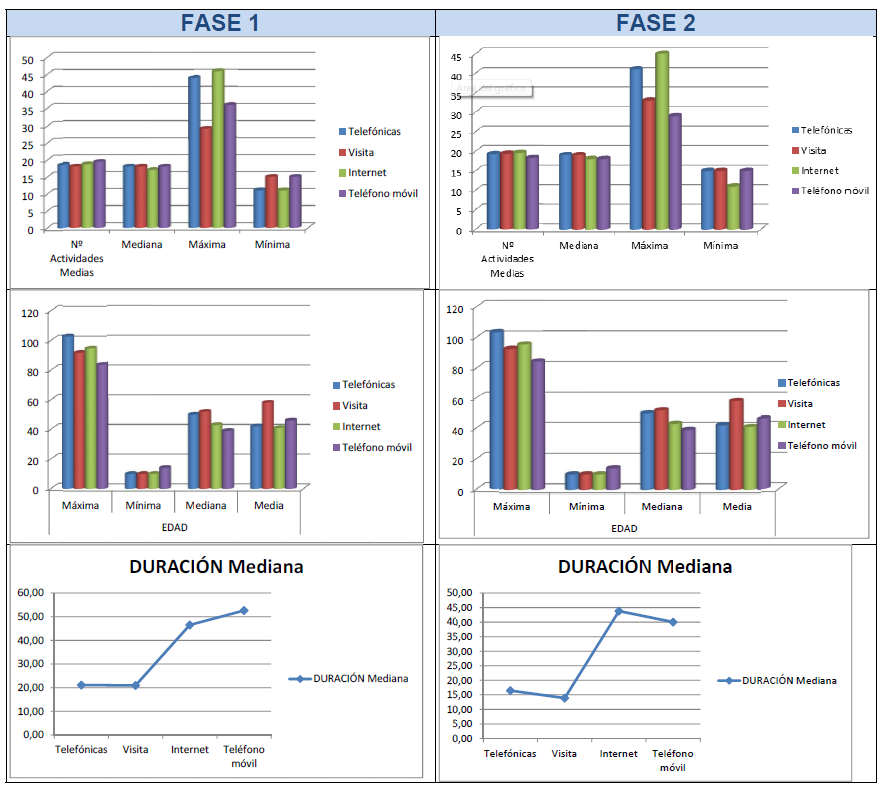 FASE 1
FASE 2
50
45
40
35
30
25
20
15
10
5
0
Nº
Actividades
Medias
Mediana
Máxima
Mínima
Telefónicas
Visita
Internet
Teléfono móvil
45
40
35
30
25
20
15
10
5
0
Nº
Actividades
Medias
Mediana
Máxima
Mínima
Telefónicas
Visita
Internet
Teléfono móvil
120
100
80
60
40
20
0
Máxima
Mínima
Mediana
Media
EDAD
Telefónicas
Visita
Internet
Teléfono móvil
120
100
80
60
40
20
0
Máxima
Mínima
Mediana
Media
EDAD
Telefónicas
Visita
Internet
Teléfono móvil
DURACIÓN Mediana
60,00
50,00
40,00
30,00
20,00
10,00
0,00
Telefónicas
Visita
Internet
Teléfono
móvil
DURACIÓN Mediana
DURACIÓN Mediana
50,00
45,00
40,00
35,00
30,00
25,00
20,00
15,00
10,00
5,00
0,00
Telefónicas
Visita
Internet
Teléfono
móvil
DURACIÓN Mediana